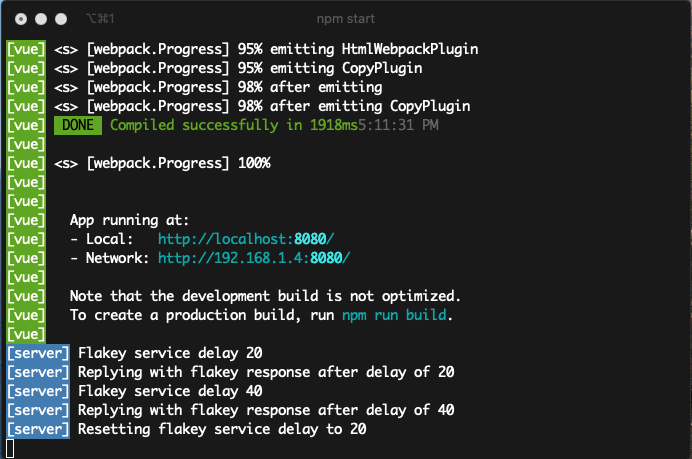 ⌥⌘1 npm start
[vue] <s> [webpack.Progress] 95% emitting HtmlWebpackPlugin
[vue] <s> [webpack.Progress] 95% emitting CopyPlugin
[vue] <s> [webpack.Progress] 98% after emitting
[vue] <s> [webpack.Progress] 98% after emitting CopyPlugin
[vue] DONE Compiled successfully in 1918ms5:11:31 PM
[vue]
[vue] <s> [webpack.Progress] 100%
[vue]
[vue]
[vue] App running at:
[vue] - Local: http://localhost:8080/
[vue] - Network: http://192.168.1.4:8080/
[vue]
[vue] Note that the development build is not optimized.
[vue] To create a production build, run npm run build.
[vue]
[server] Flakey service delay 20
[server] Replying with flakey response after delay of 20
[server] Flakey service delay 40
[server] Replying with flakey response after delay of 40
[server] Resetting flakey service delay to 20